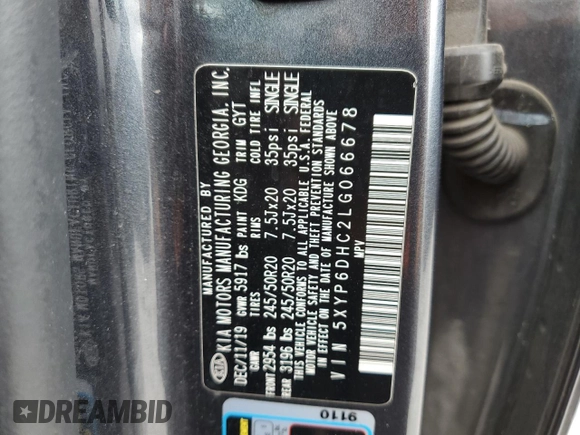 MANUFACTURED BY
KIA KIA MOTORS MANUFACTURING GEORGIA, INC.
DEC/11/19 GVWR 5917 lbs PAINT KDG TRIM GYT
GAWR TIRES RIMS COLD TIRE INFL
FRONT 2954 lbs 245/50R20 7.5Jx20 35psi SINGLE
REAR 3196 lbs 245/50R20 7.5Jx20 35psi SINGLE
THIS VEHICLE CONFORMS TO ALL APPLICABLE U.S.A. FEDERAL
MOTOR VEHICLE SAFETY AND THEFT PREVENTION STANDARDS
IN EFFECT ON THE DATE OF MANUFACTURE SHOWN ABOVE
VIN 5XYP6DHC2LG066678
MPV
9110
DREAMBID